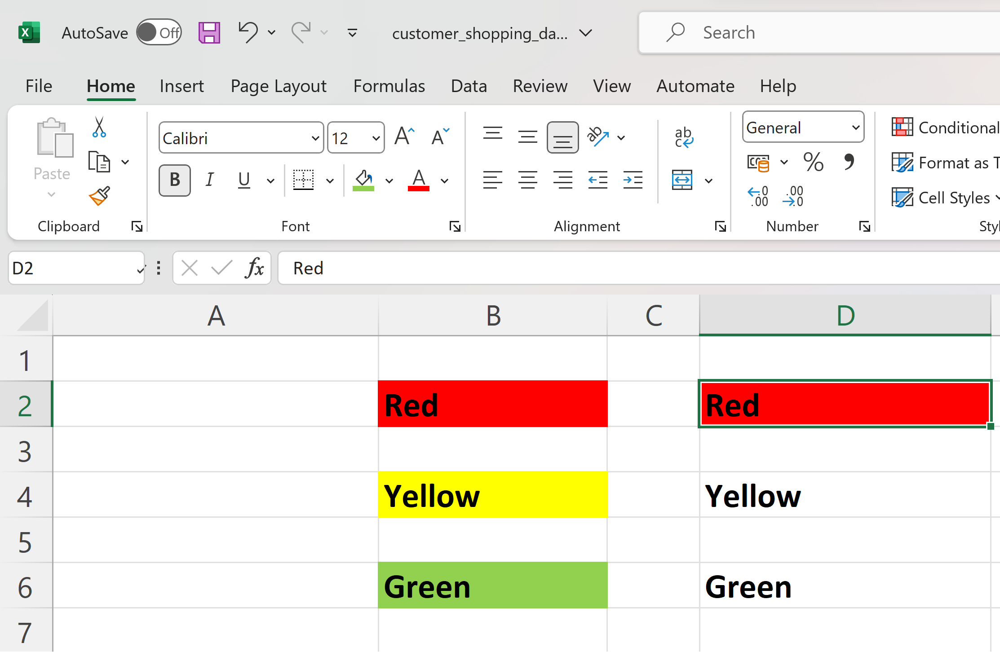 AutoSave Off customer_shopping_da... Search
File Home Insert Page Layout Formulas Data Review View Automate Help
Paste
Calibri 12 A A
ab
ab c
General
Conditional
B I U A
% ,
Format as T
.0 .00 .00 .0
Cell Styles
Clipboard Font Alignment Number Styl
D2 fx Red
A B C D
1
2 Red Red
3
4 Yellow Yellow
5
6 Green Green
7